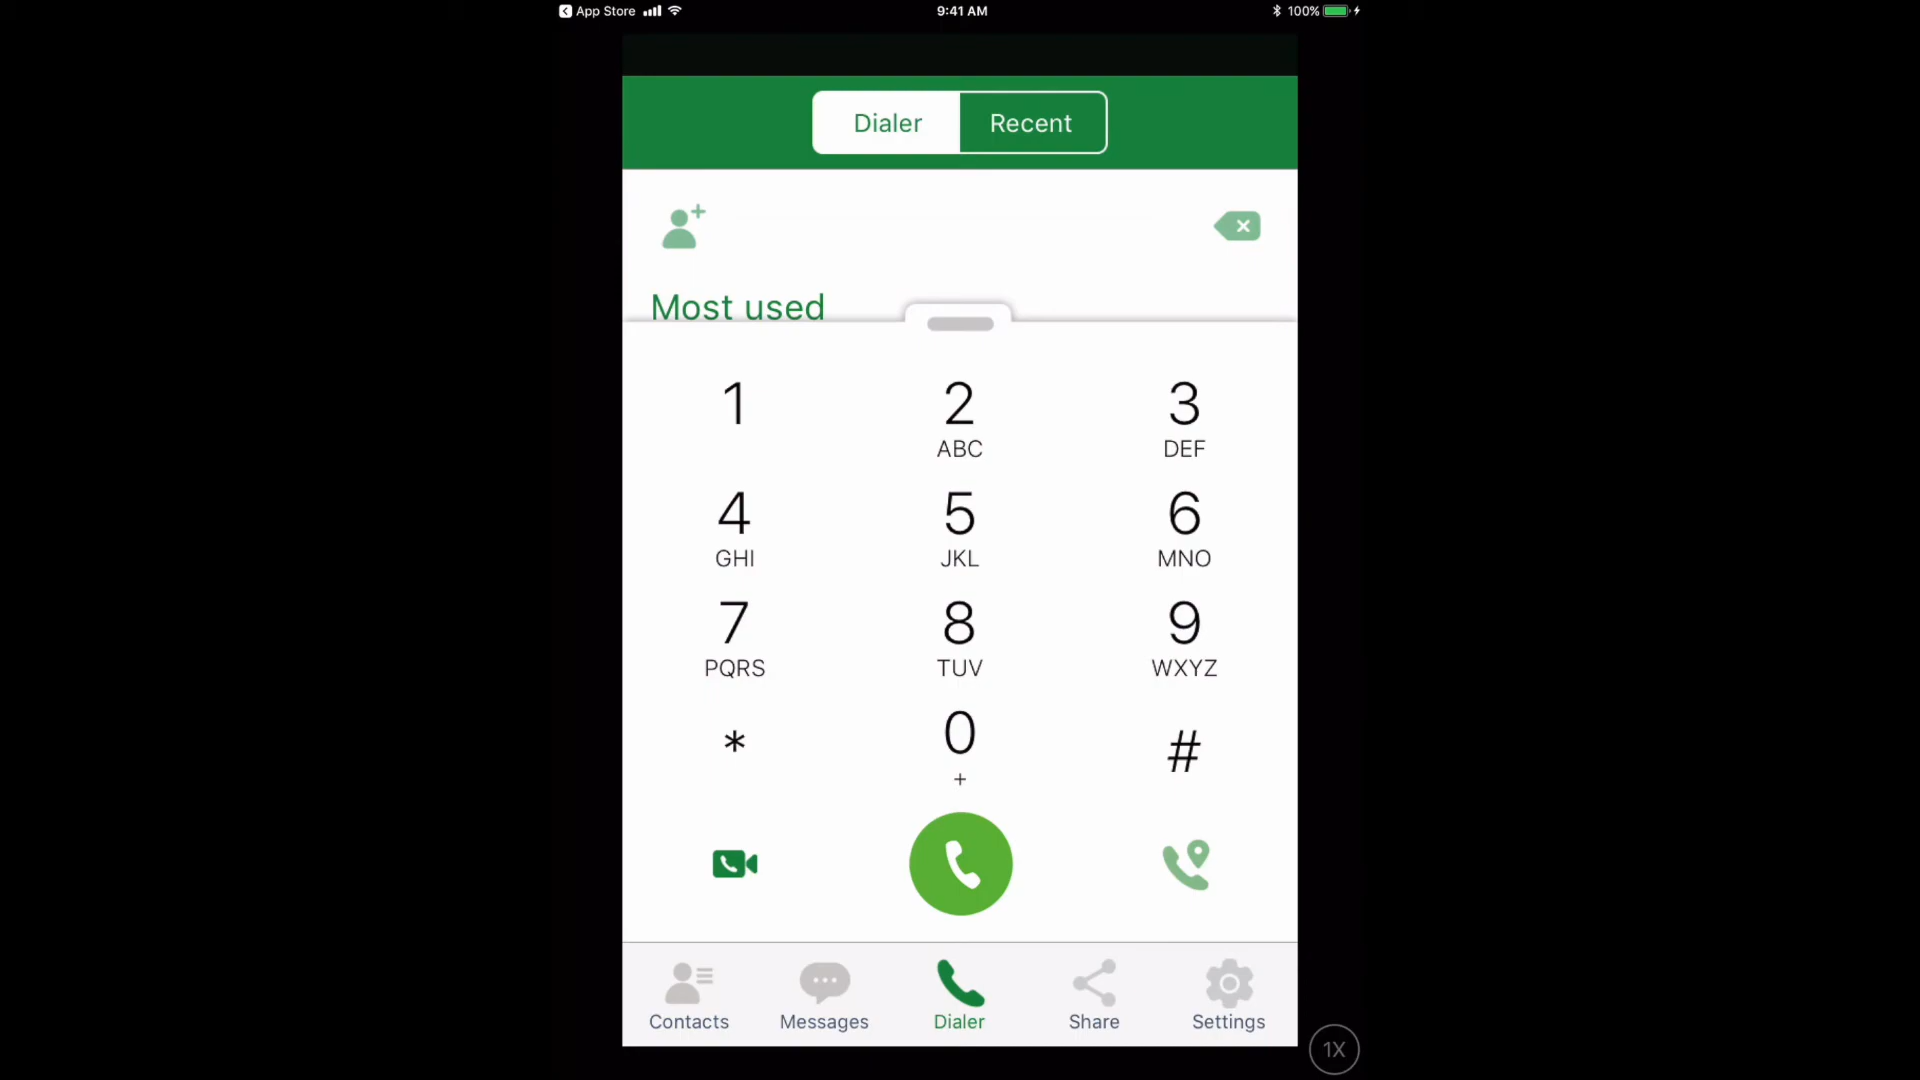 App Store
9:41 AM
100%
Dialer
Recent
Most used
1
2
3
ABC
DEF
4
5
6
GHI
JKL
MNO
7
8
9
PQRS
TUV
WXYZ
*
0
#
+
Contacts
Messages
Dialer
Share
Settings
1X